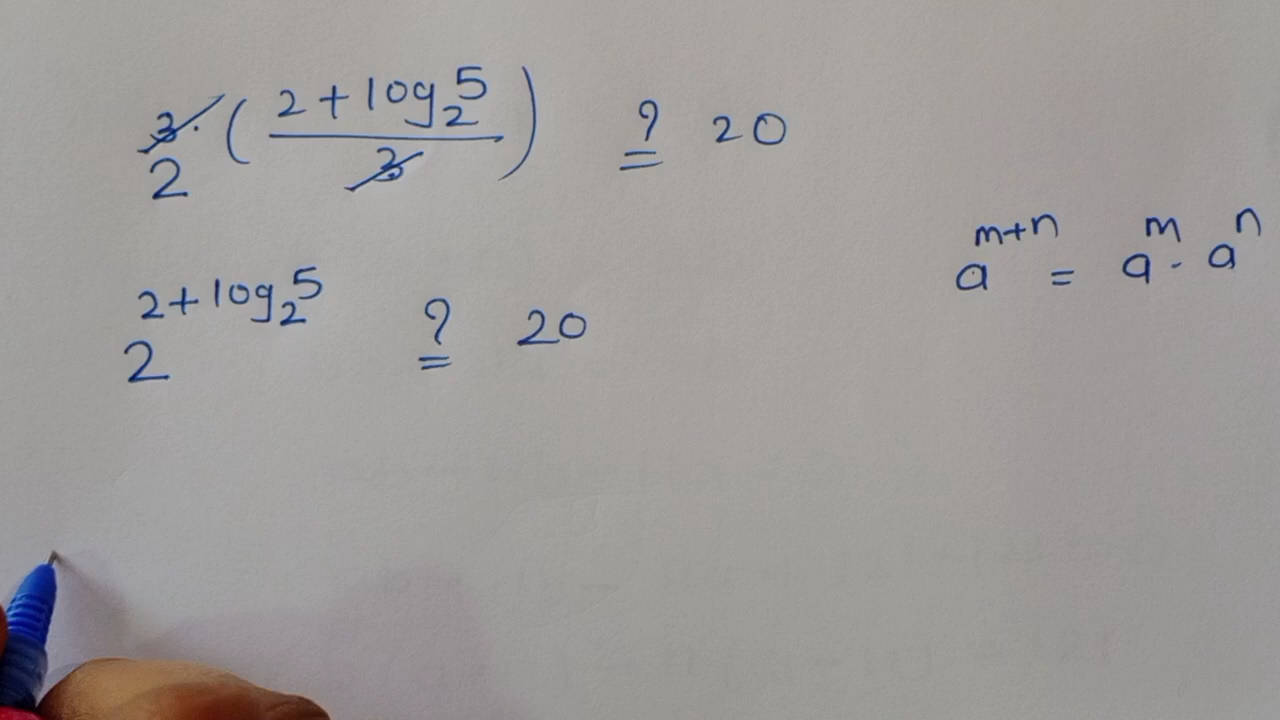 2^{3·((2+log₂5)/3)} ≟ 20
a^{m+n} = a^m · a^n
2^{2+log₂5} ≟ 20